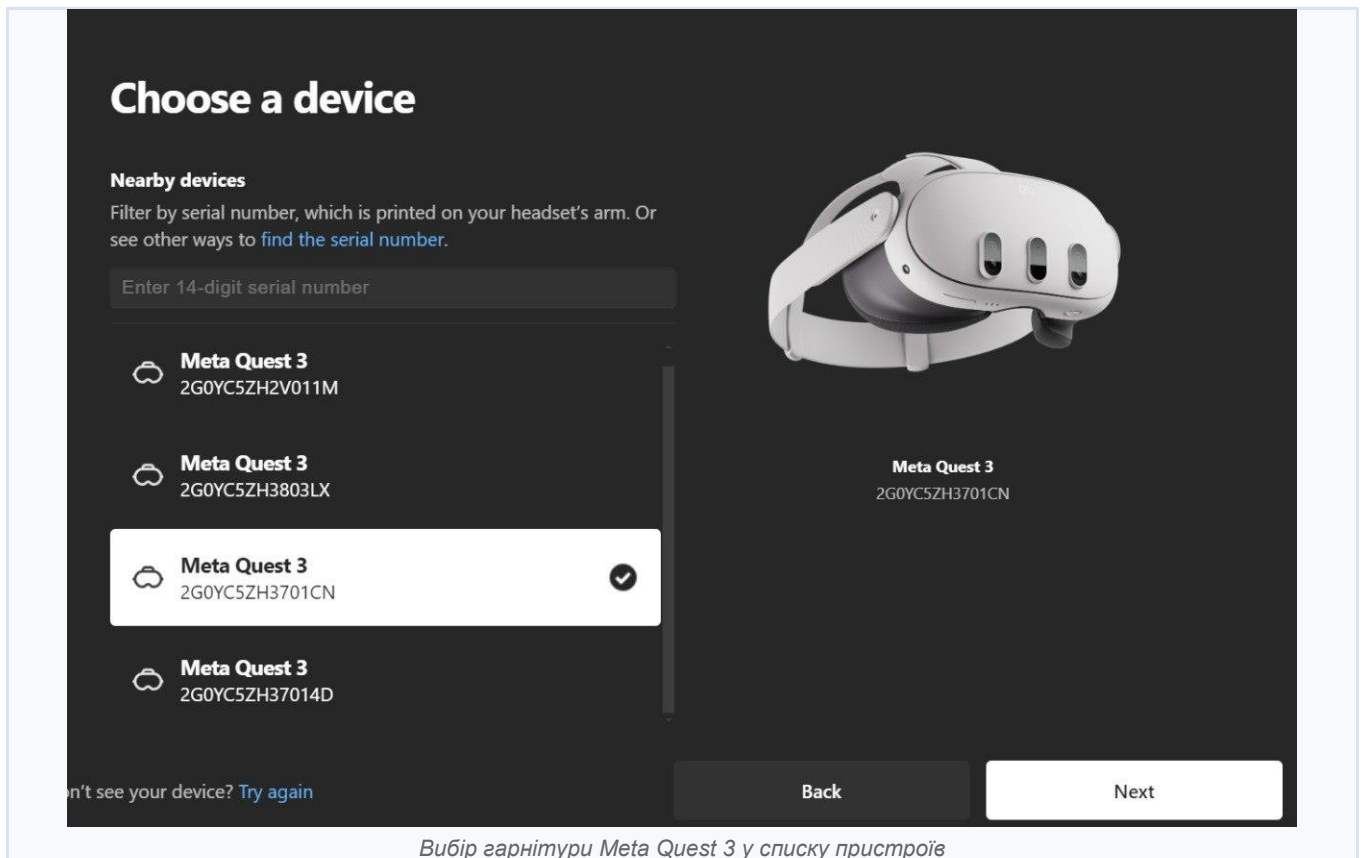 Choose a device
Nearby devices
Filter by serial number, which is printed on your headset's arm. Or
see other ways to find the serial number.
Enter 14-digit serial number
Meta Quest 3
2G0YC5ZH2V011M
Meta Quest 3
2G0YC5ZH3803LX
Meta Quest 3
2G0YC5ZH3701CN
Meta Quest 3
2G0YC5ZH37014D
Meta Quest 3
2G0YC5ZH3701CN
n't see your device? Try again
Back
Next
Вибір гарнітури Meta Quest 3 у списку пристроїв